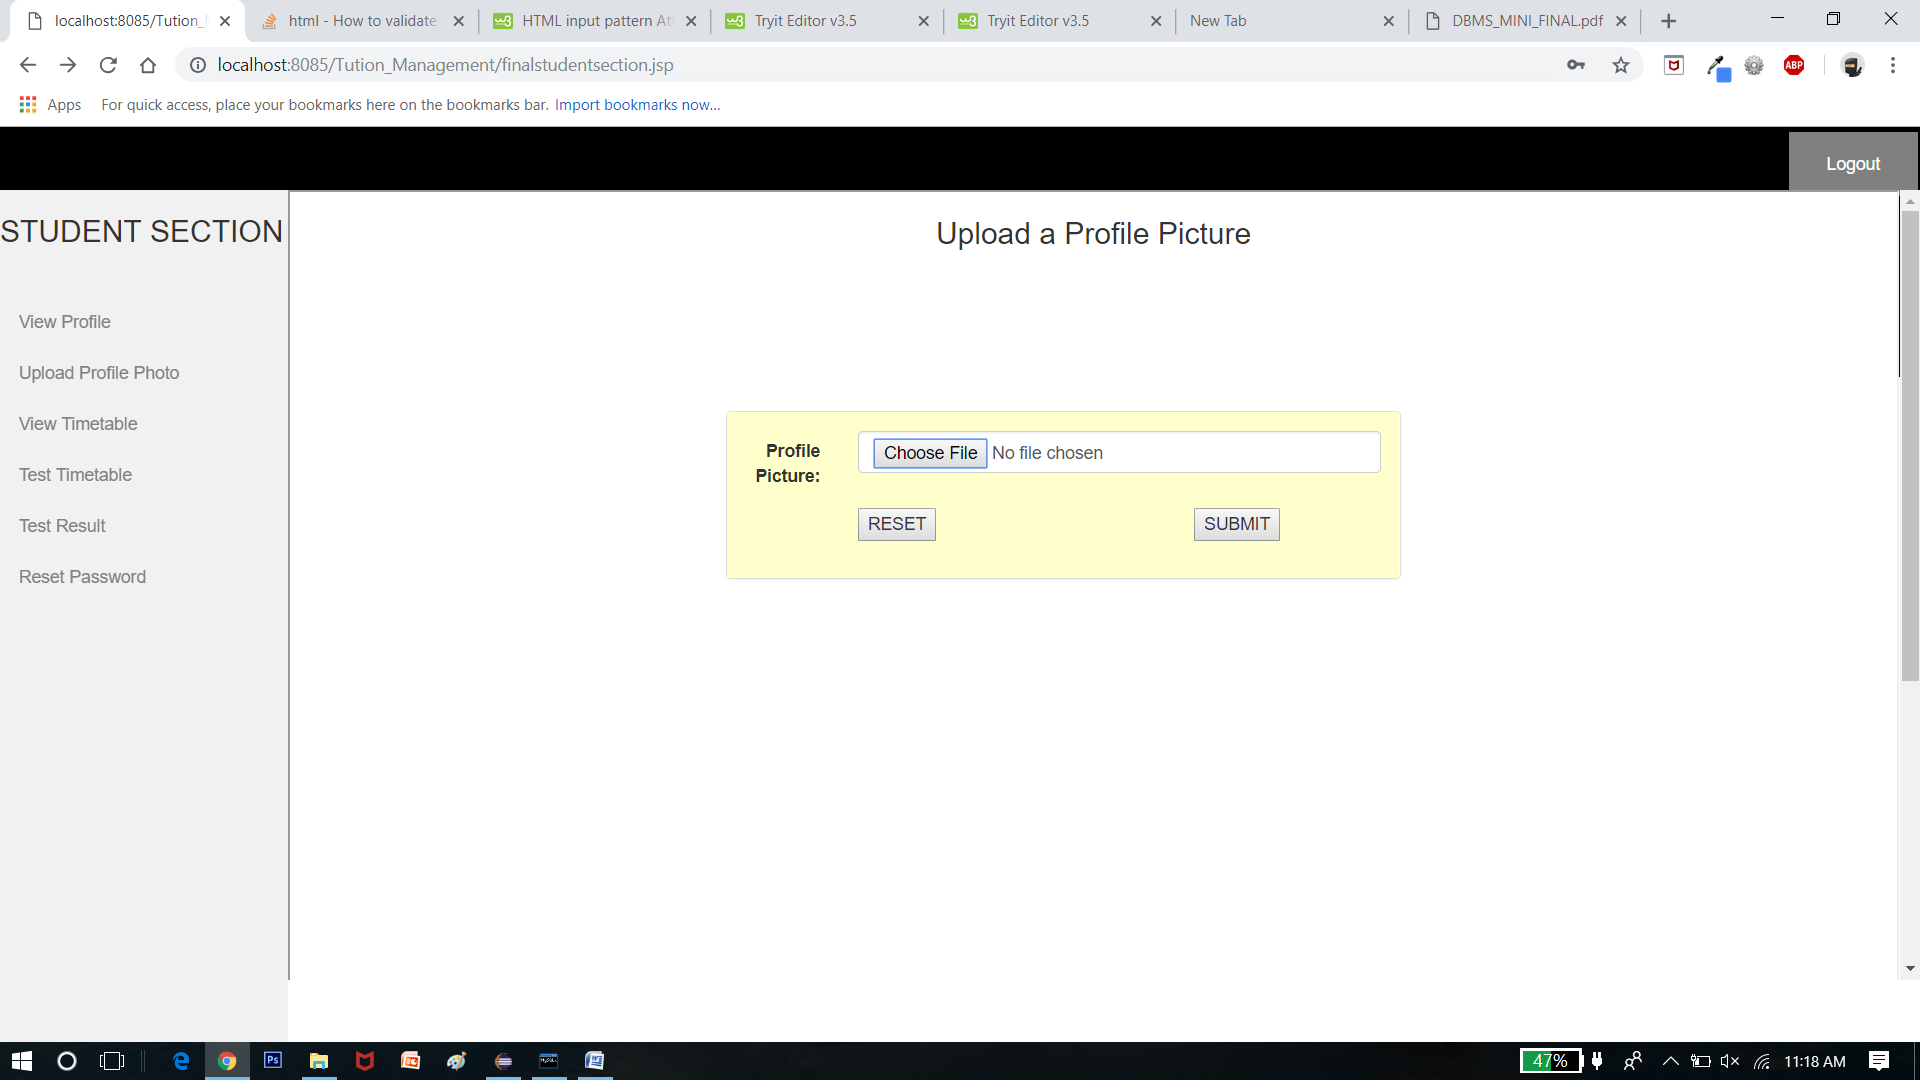 localhost:8085/Tution_
html - How to validate
HTML input pattern Att
Tryit Editor v3.5
Tryit Editor v3.5
New Tab
DBMS_MINI_FINAL.pdf
localhost:8085/Tution_Management/finalstudentsection.jsp
ABP
Apps
For quick access, place your bookmarks here on the bookmarks bar. Import bookmarks now...
Logout
STUDENT SECTION
View Profile
Upload Profile Photo
View Timetable
Test Timetable
Test Result
Reset Password
Upload a Profile Picture
Profile
Picture:
Choose File No file chosen
RESET
SUBMIT
Ps
47%
11:18 AM